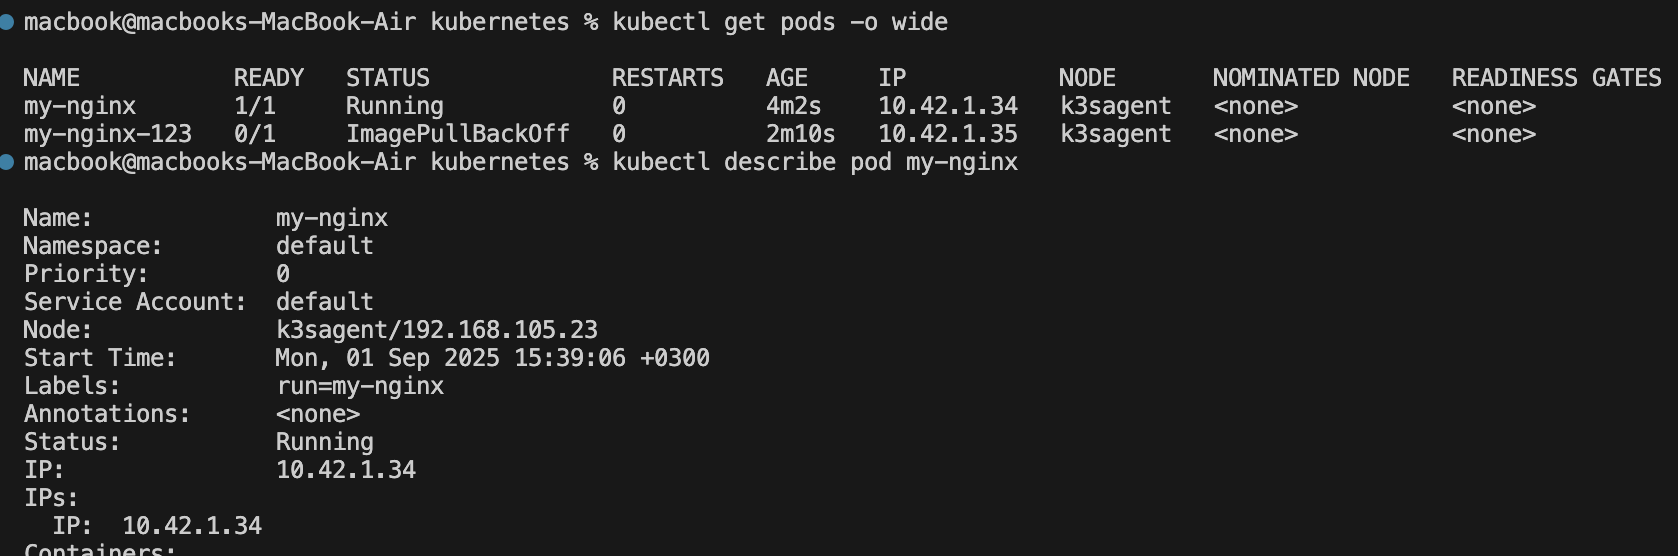 macbook@macbooks-MacBook-Air kubernetes % kubectl get pods -o wide
NAME READY STATUS RESTARTS AGE IP NODE NOMINATED NODE READINESS GATES
my-nginx 1/1 Running 0 4m2s 10.42.1.34 k3sagent <none> <none>
my-nginx-123 0/1 ImagePullBackOff 0 2m10s 10.42.1.35 k3sagent <none> <none>
macbook@macbooks-MacBook-Air kubernetes % kubectl describe pod my-nginx
Name: my-nginx
Namespace: default
Priority: 0
Service Account: default
Node: k3sagent/192.168.105.23
Start Time: Mon, 01 Sep 2025 15:39:06 +0300
Labels: run=my-nginx
Annotations: <none>
Status: Running
IP: 10.42.1.34
IPs:
IP: 10.42.1.34
Containers: